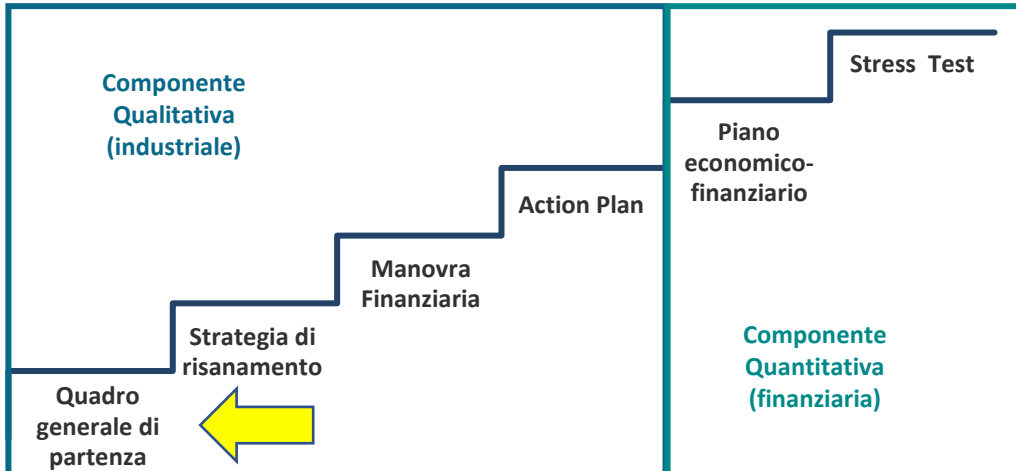 Componente
Qualitativa
(industriale)
Quadro
generale di
partenza
Strategia di
risanamento
Manovra
Finanziaria
Action Plan
Piano
economico-
finanziario
Stress Test
Componente
Quantitativa
(finanziaria)